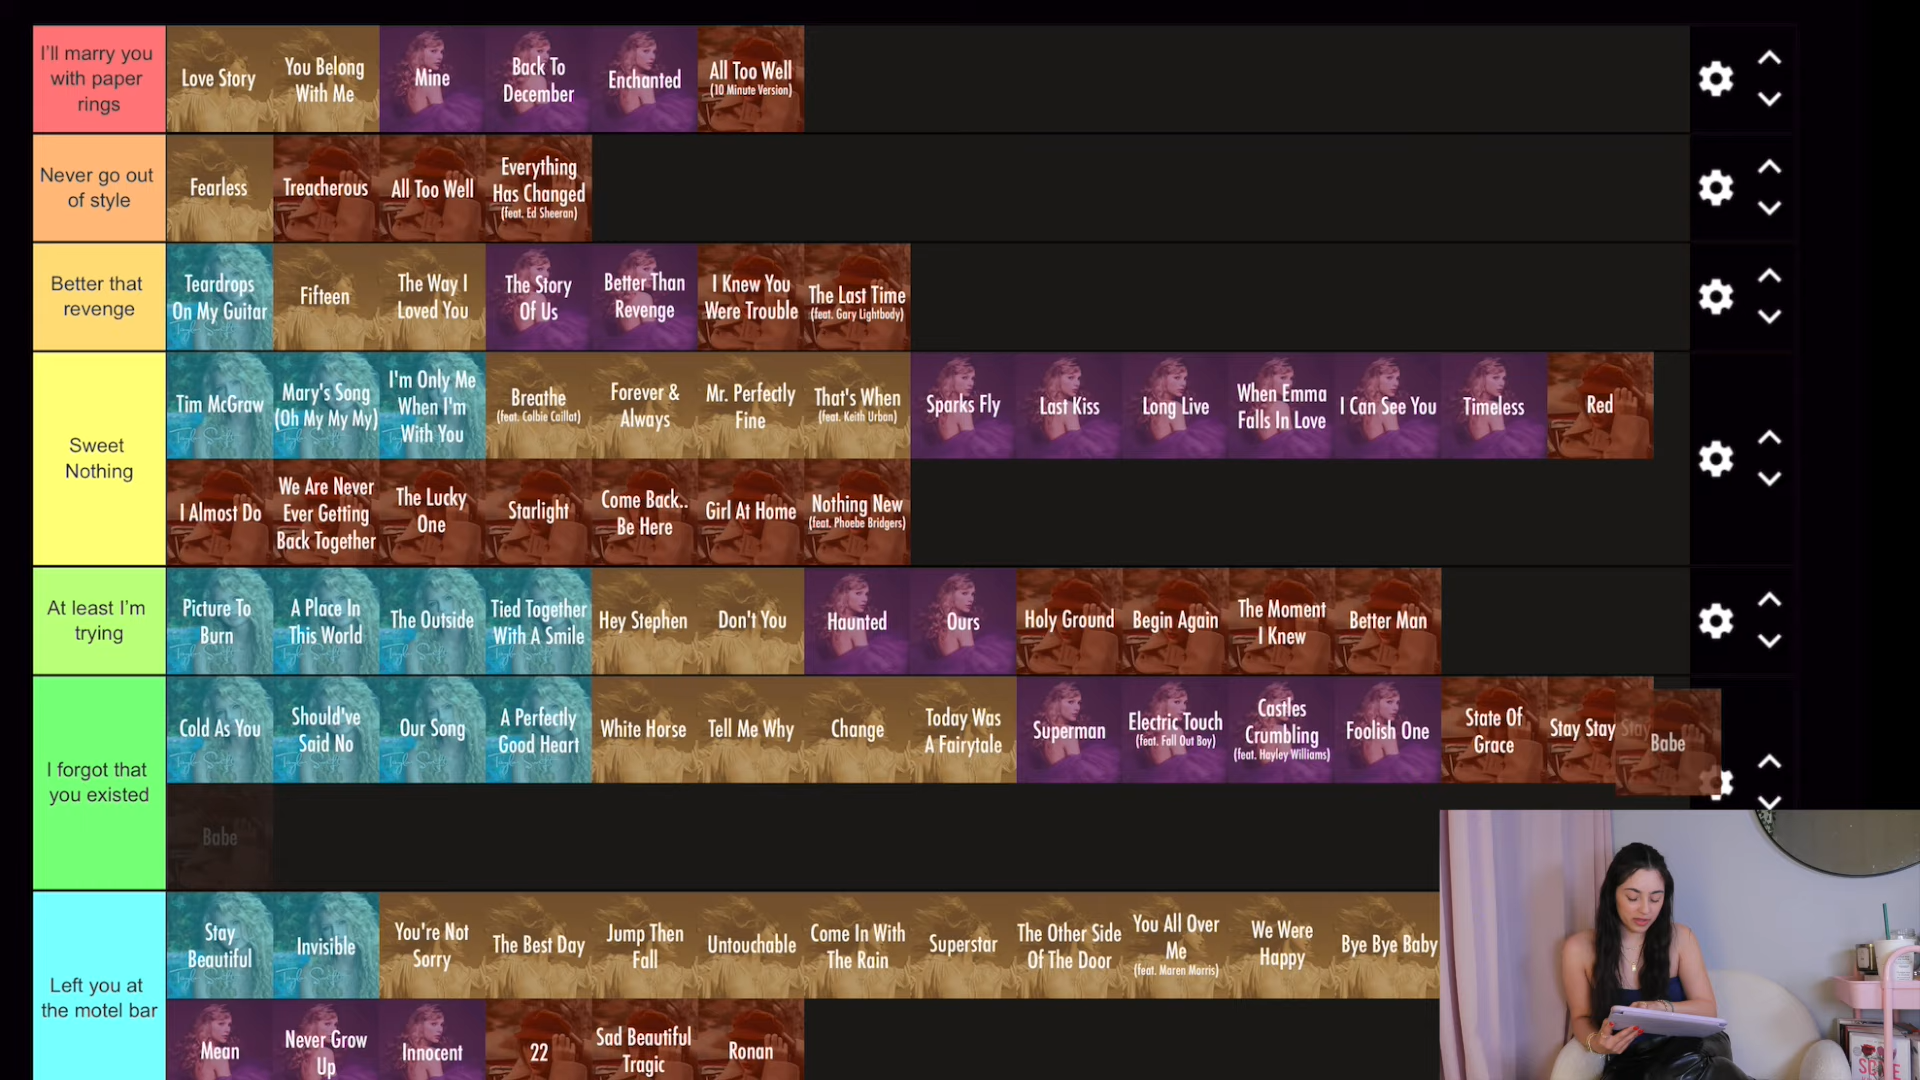 I'll marry you
with paper
rings
Love Story
You Belong
With Me
Mine
Back To
December
Enchanted
All Too Well
(10 Minute Version)
Never go out
of style
Fearless
Treacherous
All Too Well
Everything
Has Changed
(feat. Ed Sheeran)
Better that
revenge
Teardrops
On My Guitar
Fifteen
The Way I
Loved You
The Story
Of Us
Better Than
Revenge
I Knew You
Were Trouble
The Last Time
(feat. Gary Lightbody)
Sweet
Nothing
Tim McGraw
Mary's Song
(Oh My My My)
I'm Only Me
When I'm
With You
Breathe
(feat. Colbie Caillat)
Forever &
Always
Mr. Perfectly
Fine
That's When
(feat. Keith Urban)
Sparks Fly
Last Kiss
Long Live
When Emma
Falls In Love
I Can See You
Timeless
Red
I Almost Do
We Are Never
Ever Getting
Back Together
The Lucky
One
Starlight
Come Back..
Be Here
Girl At Home
Nothing New
(feat. Phoebe Bridgers)
At least I'm
trying
Picture To
Burn
A Place In
This World
The Outside
Tied Together
With A Smile
Hey Stephen
Don't You
Haunted
Ours
Holy Ground
Begin Again
The Moment
I Knew
Better Man
I forgot that
you existed
Cold As You
Should've
Said No
Our Song
A Perfectly
Good Heart
White Horse
Tell Me Why
Change
Today Was
A Fairytale
Superman
Electric Touch
(feat. Fall Out Boy)
Castles
Crumbling
(feat. Hayley Williams)
Foolish One
State Of
Grace
Stay Stay Stay
Babe
Babe
Left you at
the motel bar
Stay
Beautiful
Invisible
You're Not
Sorry
The Best Day
Jump Then
Fall
Untouchable
Come In With
The Rain
Superstar
The Other Side
Of The Door
You All Over
Me
(feat. Maren Morris)
We Were
Happy
Bye Bye Baby
Mean
Never Grow
Up
Innocent
22
Sad Beautiful
Tragic
Ronan